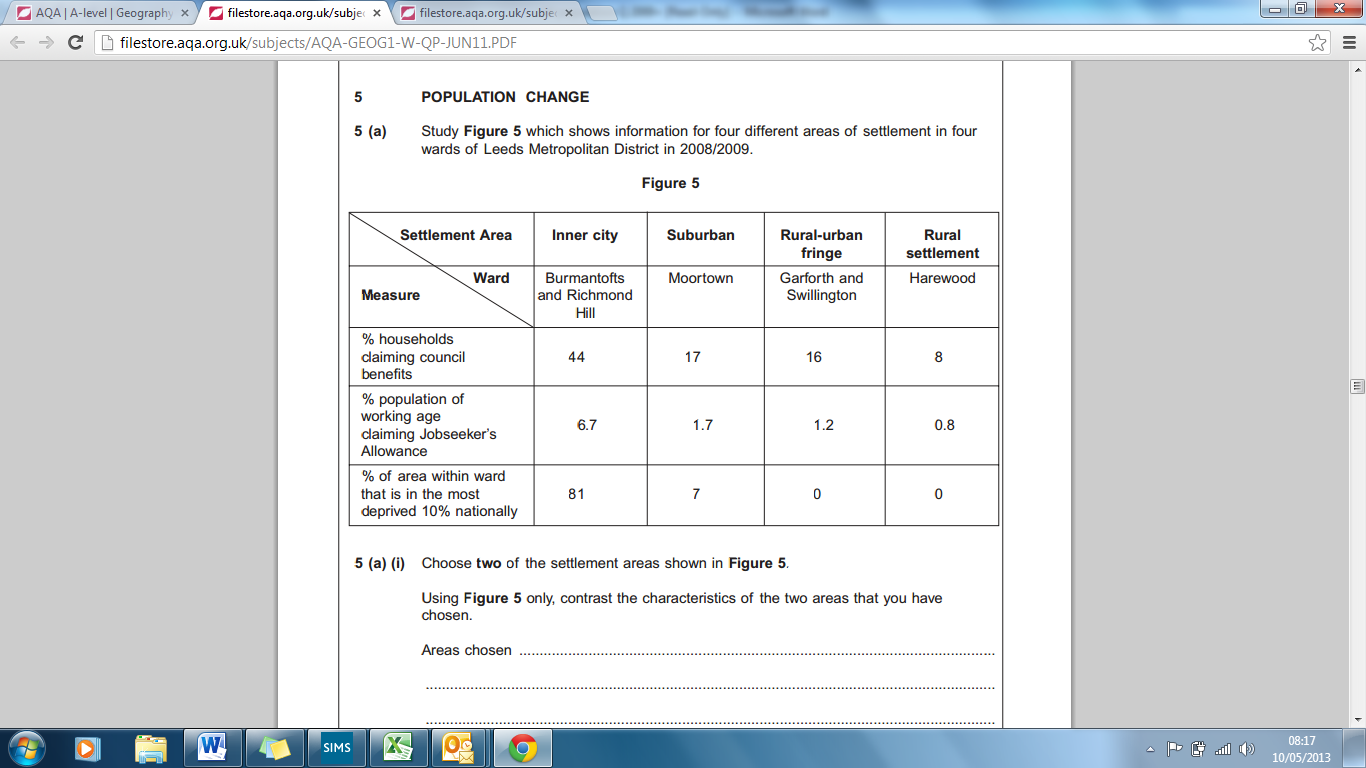 AQA | A-level | Geography
filestore.aqa.org.uk/subje
filestore.aqa.org.uk/subje
filestore.aqa.org.uk/subjects/AQA-GEOG1-W-QP-JUN11.PDF
5 POPULATION CHANGE
5 (a) Study Figure 5 which shows information for four different areas of settlement in four
wards of Leeds Metropolitan District in 2008/2009.
Figure 5
Settlement Area
Inner city
Suburban
Rural-urban
fringe
Rural
settlement
Ward
Measure
Burmantofts
and Richmond
Hill
Moortown
Garforth and
Swillington
Harewood
% households
claiming council
benefits
44 17 16 8
% population of
working age
claiming Jobseeker's
Allowance
6.7 1.7 1.2 0.8
% of area within ward
that is in the most
deprived 10% nationally
81 7 0 0
5 (a) (i) Choose two of the settlement areas shown in Figure 5.
Using Figure 5 only, contrast the characteristics of the two areas that you have
chosen.
Areas chosen
SIMS
08:17
10/05/2013